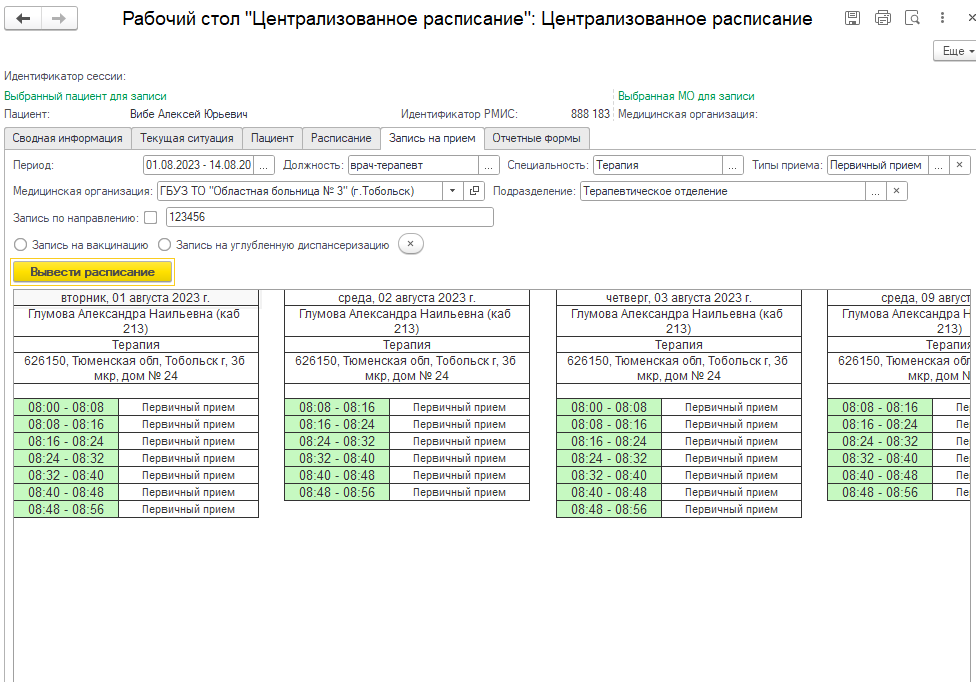 Рабочий стол "Централизованное расписание": Централизованное расписание
Еще
Идентификатор сессии:
Выбранный пациент для записи
Выбранная МО для записи
Пациент: Вибе Алексей Юрьевич Идентификатор РМИС: 888 183 Медицинская организация:
Сводная информация Текущая ситуация Пациент Расписание Запись на прием Отчетные формы
Период: 01.08.2023 - 14.08.20 ... Должность: врач-терапевт ... Специальность: Терапия ... Типы приема: Первичный прием ... ×
Медицинская организация: ГБУЗ ТО "Областная больница № 3" (г.Тобольск) Подразделение: Терапевтическое отделение ... ×
Запись по направлению: 123456
Запись на вакцинацию Запись на углубленную диспансеризацию ×
Вывести расписание
вторник, 01 августа 2023 г.
Глумова Александра Наильевна (каб
213)
Терапия
626150, Тюменская обл, Тобольск г, 3б
мкр, дом № 24
08:00 - 08:08 Первичный прием
08:08 - 08:16 Первичный прием
08:16 - 08:24 Первичный прием
08:24 - 08:32 Первичный прием
08:32 - 08:40 Первичный прием
08:40 - 08:48 Первичный прием
08:48 - 08:56 Первичный прием
среда, 02 августа 2023 г.
Глумова Александра Наильевна (каб
213)
Терапия
626150, Тюменская обл, Тобольск г, 3б
мкр, дом № 24
08:08 - 08:16 Первичный прием
08:16 - 08:24 Первичный прием
08:24 - 08:32 Первичный прием
08:32 - 08:40 Первичный прием
08:40 - 08:48 Первичный прием
08:48 - 08:56 Первичный прием
четверг, 03 августа 2023 г.
Глумова Александра Наильевна (каб
213)
Терапия
626150, Тюменская обл, Тобольск г, 3б
мкр, дом № 24
08:00 - 08:08 Первичный прием
08:08 - 08:16 Первичный прием
08:16 - 08:24 Первичный прием
08:24 - 08:32 Первичный прием
08:32 - 08:40 Первичный прием
08:40 - 08:48 Первичный прием
08:48 - 08:56 Первичный прием
среда, 09 август
Глумова Александра Н
213)
Терапия
626150, Тюменская обл
мкр, дом №
08:08 - 08:16 Пе
08:16 - 08:24 Пе
08:24 - 08:32 Пе
08:32 - 08:40 Пе
08:40 - 08:48 Пе
08:48 - 08:56 Пе